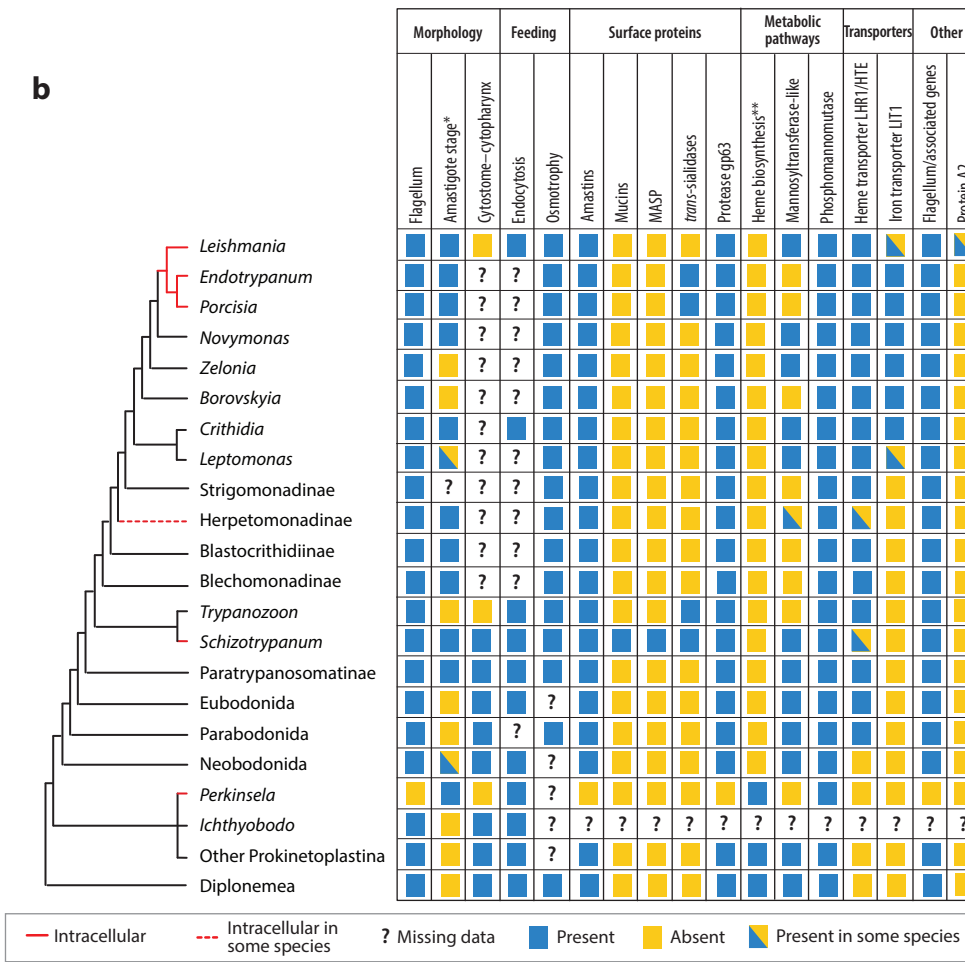 b
Morphology
Feeding
Surface proteins
Metabolic
pathways
Transporters
Other
Flagellum
Amastigote stage*
Cytostome–cytopharynx
Endocytosis
Osmotrophy
Amastins
Mucins
MASP
trans-sialidases
Protease gp63
Heme biosynthesis**
Mannosyltransferase-like
Phosphomannomutase
Heme transporter LHR1/HTE
Iron transporter LIT1
Flagellum/associated genes
Protein A2
Leishmania
Endotrypanum ? ?
Porcisia ? ?
Novymonas ? ?
Zelonia ? ?
Borovskyia ? ?
Crithidia ?
Leptomonas ? ?
Strigomonadinae ? ? ?
Herpetomonadinae ? ?
Blastocrithidiinae ? ?
Blechomonadinae ? ?
Trypanozoon
Schizotrypanum
Paratrypanosomatinae
Eubodonida ?
Parabodonida ?
Neobodonida ?
Perkinsela ?
Ichthyobodo ? ? ? ? ? ? ? ? ? ? ? ? ?
Other Prokinetoplastina ?
Diplonemea
Intracellular
Intracellular in
some species
? Missing data
Present
Absent
Present in some species